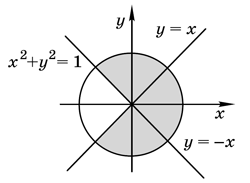 y
y = x
x²+y²= 1
x
y = –x